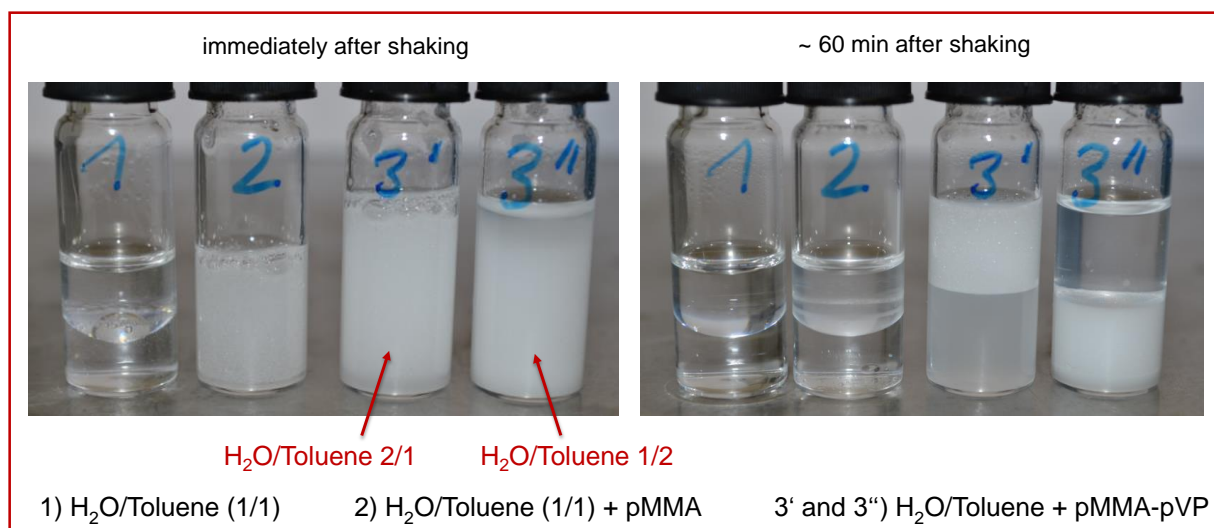 immediately after shaking
~ 60 min after shaking
1 2 3' 3"
1 2 3' 3"
H₂O/Toluene 2/1
H₂O/Toluene 1/2
1) H₂O/Toluene (1/1)
2) H₂O/Toluene (1/1) + pMMA
3‘ and 3‘‘) H₂O/Toluene + pMMA-pVP